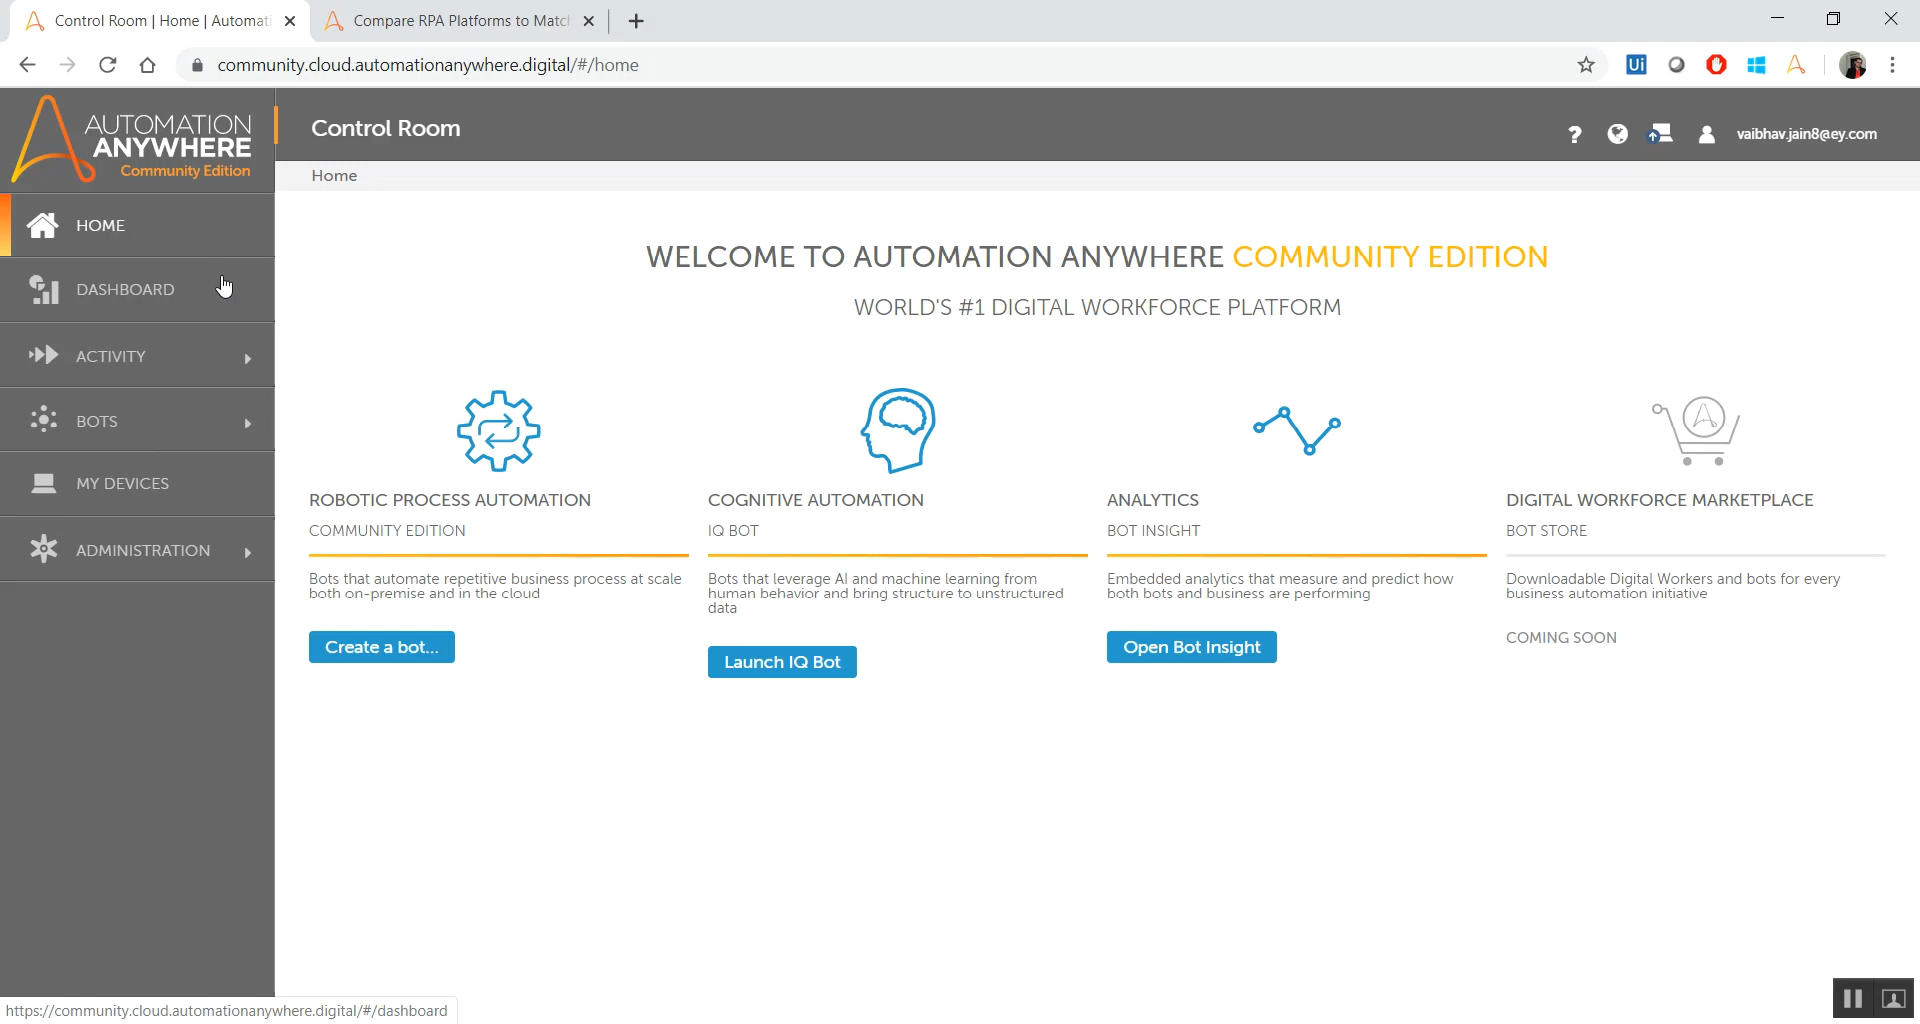 Control Room | Home | Automati
Compare RPA Platforms to Matc
community.cloud.automationanywhere.digital/#/home
Ui
AUTOMATION
ANYWHERE
Community Edition
Control Room
?
vaibhav.jain8@ey.com
Home
HOME
DASHBOARD
ACTIVITY
BOTS
MY DEVICES
ADMINISTRATION
WELCOME TO AUTOMATION ANYWHERE COMMUNITY EDITION
WORLD'S #1 DIGITAL WORKFORCE PLATFORM
ROBOTIC PROCESS AUTOMATION
COMMUNITY EDITION
Bots that automate repetitive business process at scale
both on-premise and in the cloud
Create a bot...
COGNITIVE AUTOMATION
IQ BOT
Bots that leverage AI and machine learning from
human behavior and bring structure to unstructured
data
Launch IQ Bot
ANALYTICS
BOT INSIGHT
Embedded analytics that measure and predict how
both bots and business are performing
Open Bot Insight
DIGITAL WORKFORCE MARKETPLACE
BOT STORE
Downloadable Digital Workers and bots for every
business automation initiative
COMING SOON
https://community.cloud.automationanywhere.digital/#/dashboard